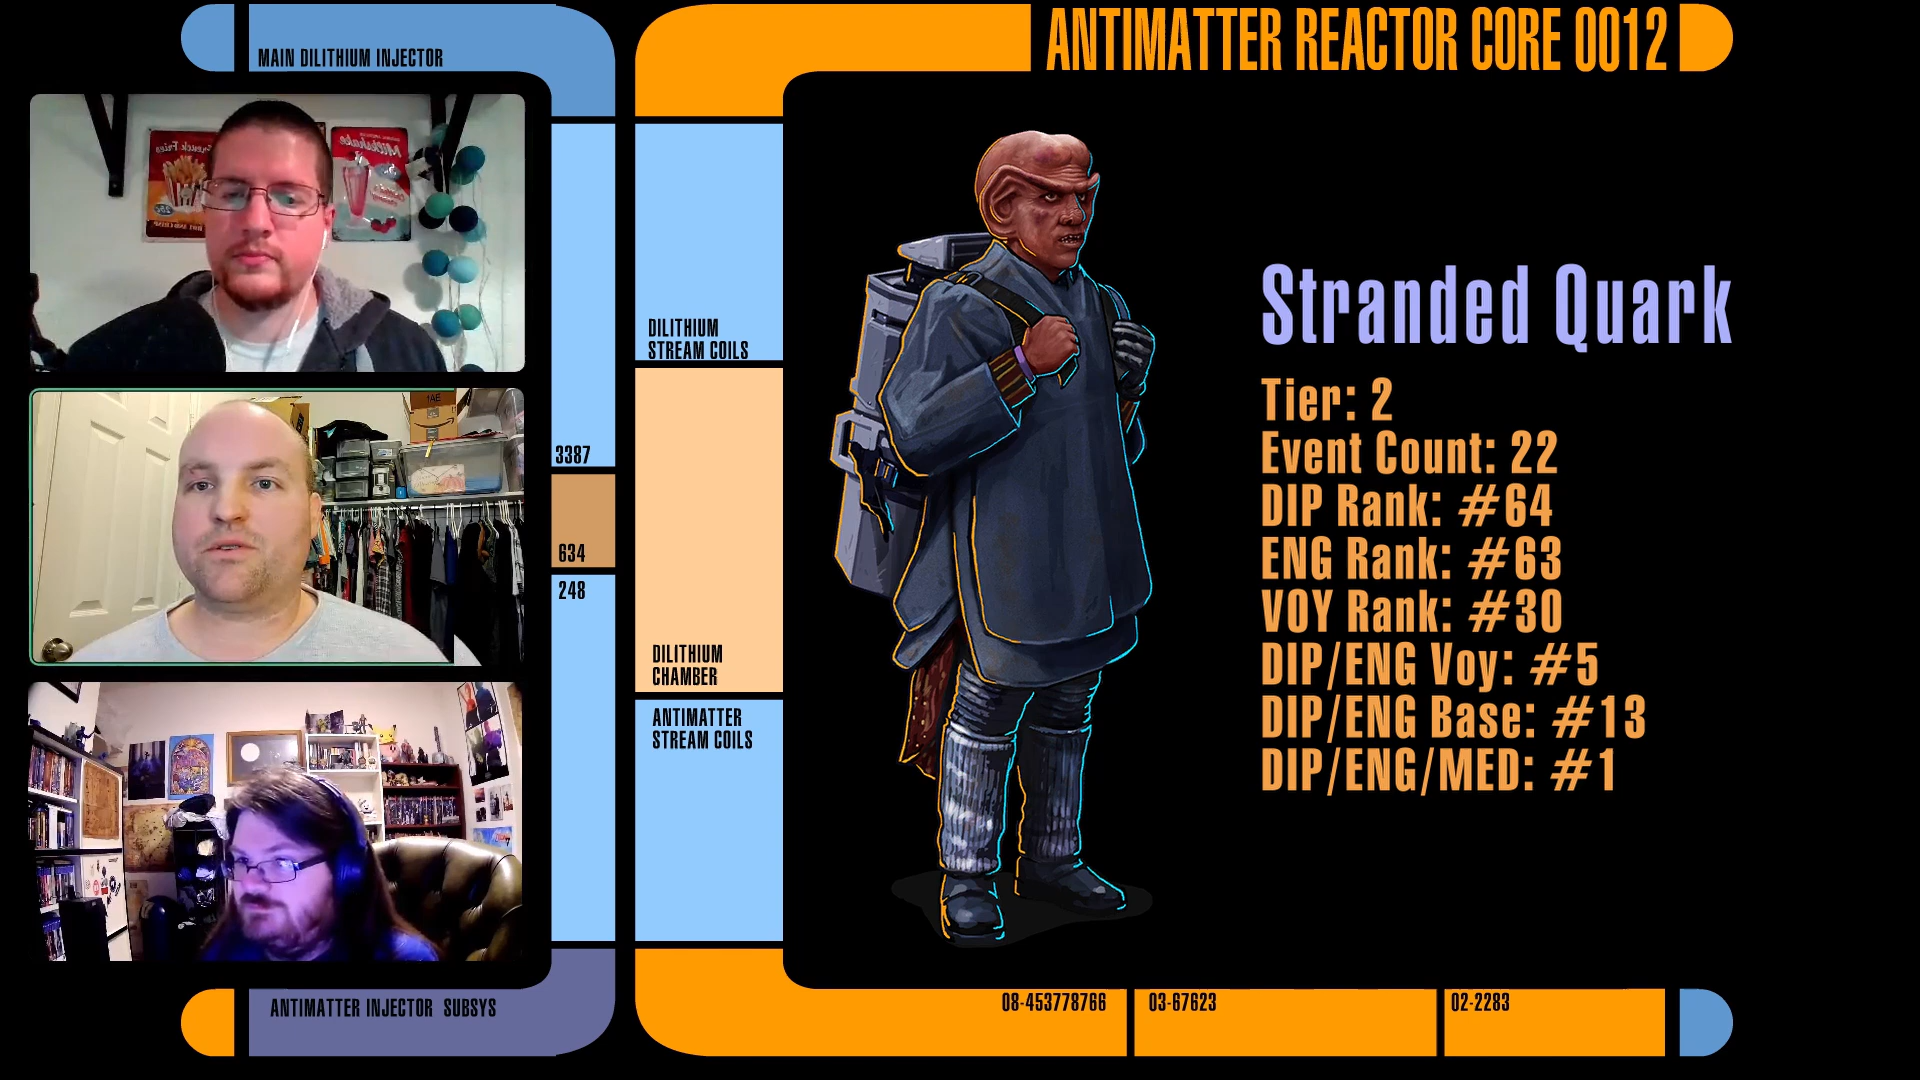 MAIN DILITHIUM INJECTOR
ANTIMATTER REACTOR CORE 0012
Milkshake
DILITHIUM
STREAM COILS
3387
634
248
DILITHIUM
CHAMBER
ANTIMATTER
STREAM COILS
Stranded Quark
Tier: 2
Event Count: 22
DIP Rank: #64
ENG Rank: #63
VOY Rank: #30
DIP/ENG Voy: #5
DIP/ENG Base: #13
DIP/ENG/MED: #1
ANTIMATTER INJECTOR SUBSYS
08-453778766
03-67623
02-2283